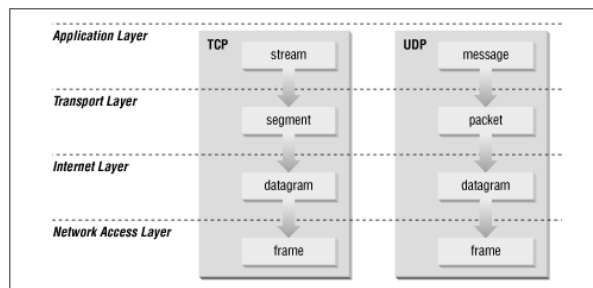 Application Layer
TCP
UDP
stream
message
Transport Layer
segment
packet
Internet Layer
datagram
datagram
Network Access Layer
frame
frame